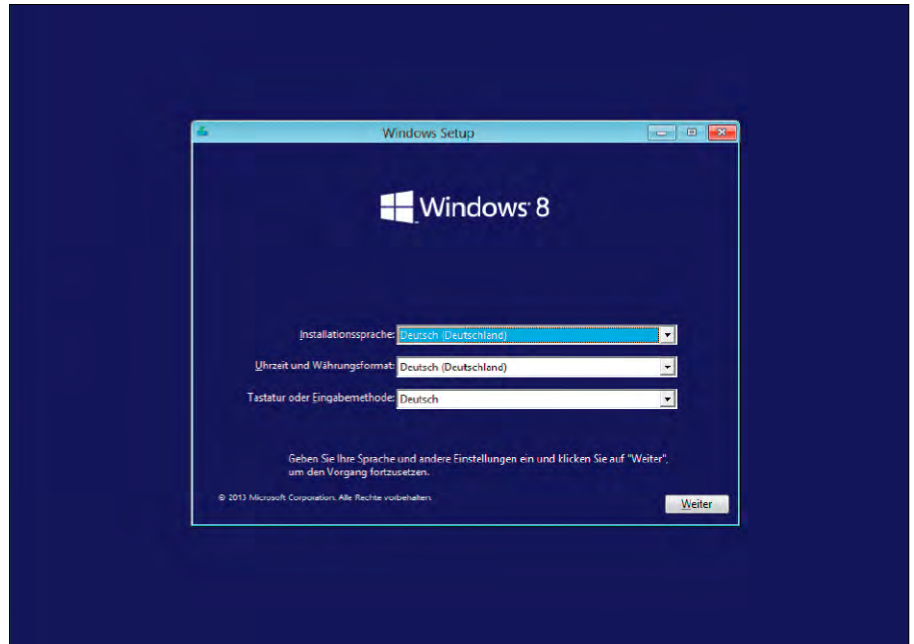 Windows Setup
Windows 8
Installationssprache: Deutsch (Deutschland)
Uhrzeit und Währungsformat: Deutsch (Deutschland)
Tastatur oder Eingabemethode: Deutsch
Geben Sie Ihre Sprache und andere Einstellungen ein und klicken Sie auf "Weiter",
um den Vorgang fortzusetzen.
© 2013 Microsoft Corporation. Alle Rechte vorbehalten.
Weiter